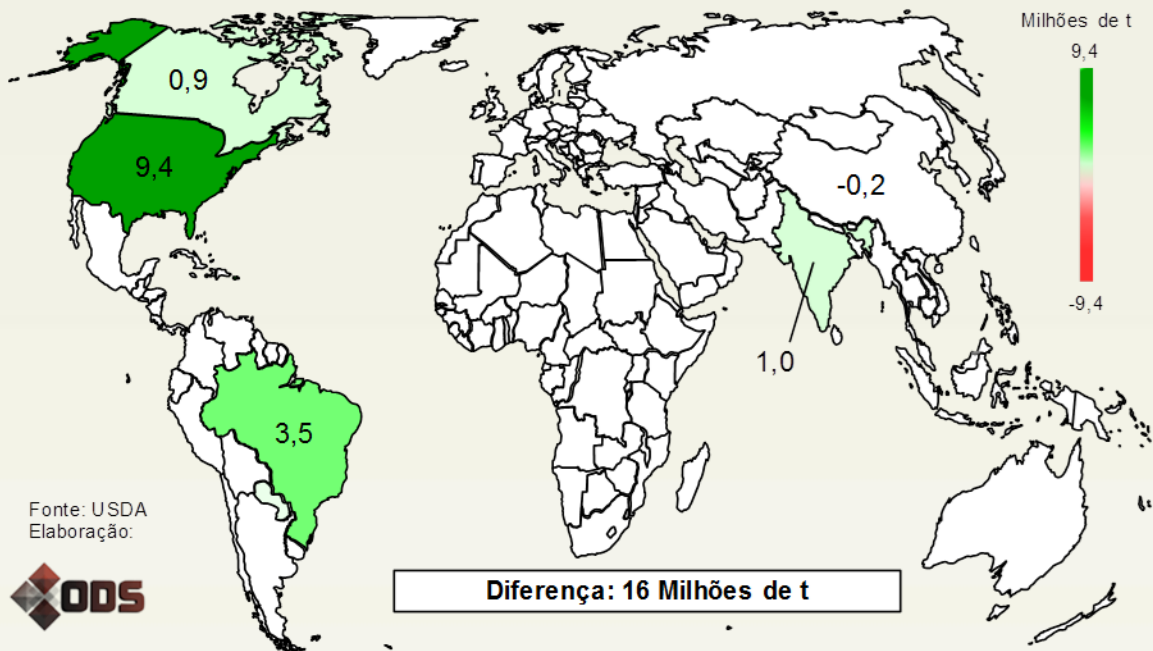 Milhões de t
9,4
0,9
9,4
-0,2
-9,4
1,0
3,5
Fonte: USDA
Elaboração:
ODS
Diferença: 16 Milhões de t